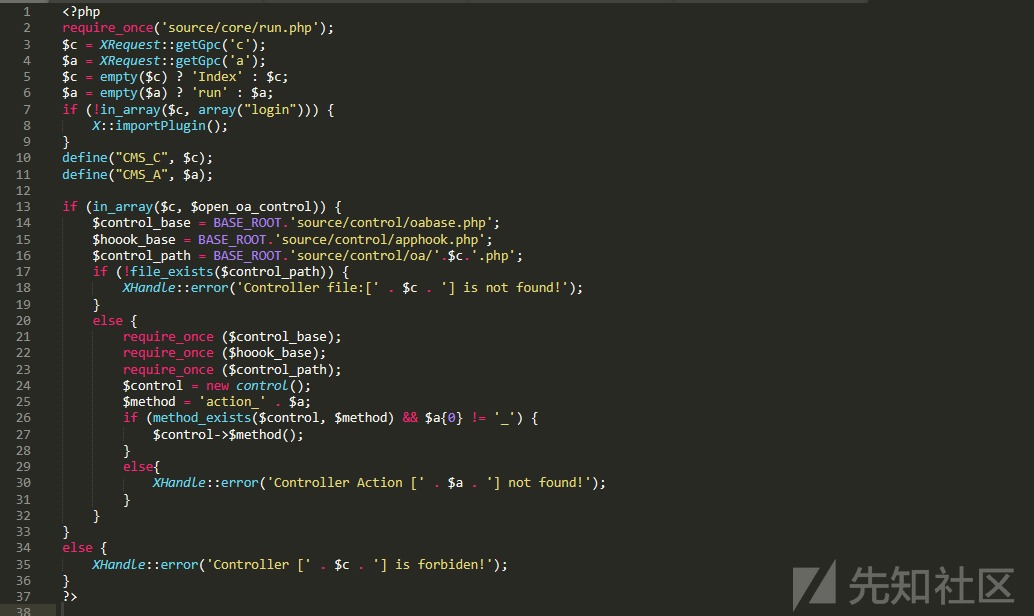 1 <?php
2 require_once('source/core/run.php');
3 $c = XRequest::getGpc('c');
4 $a = XRequest::getGpc('a');
5 $c = empty($c) ? 'Index' : $c;
6 $a = empty($a) ? 'run' : $a;
7 if (!in_array($c, array("login"))) {
8     X::importPlugin();
9 }
10 define("CMS_C", $c);
11 define("CMS_A", $a);
12
13 if (in_array($c, $open_oa_control)) {
14     $control_base = BASE_ROOT.'source/control/oabase.php';
15     $hoook_base = BASE_ROOT.'source/control/apphook.php';
16     $control_path = BASE_ROOT.'source/control/oa/'.$c.'.php';
17     if (!file_exists($control_path)) {
18         XHandle::error('Controller file:[' . $c . '] is not found!');
19     }
20     else {
21         require_once ($control_base);
22         require_once ($hoook_base);
23         require_once ($control_path);
24         $control = new control();
25         $method = 'action_' . $a;
26         if (method_exists($control, $method) && $a{0} != '_') {
27             $control->$method();
28         }
29         else{
30             XHandle::error('Controller Action [' . $a . '] not found!');
31         }
32     }
33 }
34 else {
35     XHandle::error('Controller [' . $c . '] is forbiden!');
36 }
37 ?>
38
先知社区